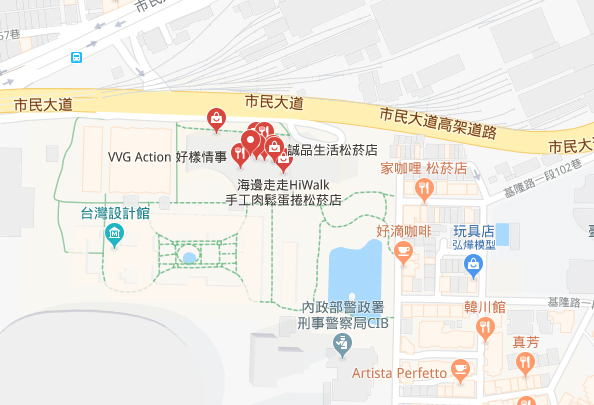 市民大道
57巷
市民大道
市民大道
市民大道高架道路
市民大道
基隆路一段102巷
VVG Action 好樣情事
誠品生活松菸店
海邊走走HiWalk
手工肉鬆蛋捲松菸店
家咖哩 松菸店
台灣設計館
好滴咖啡
玩具店
弘燁模型
內政部警政署
刑事警察局CIB
韓川館
基隆路一段
真芳
Artista Perfetto